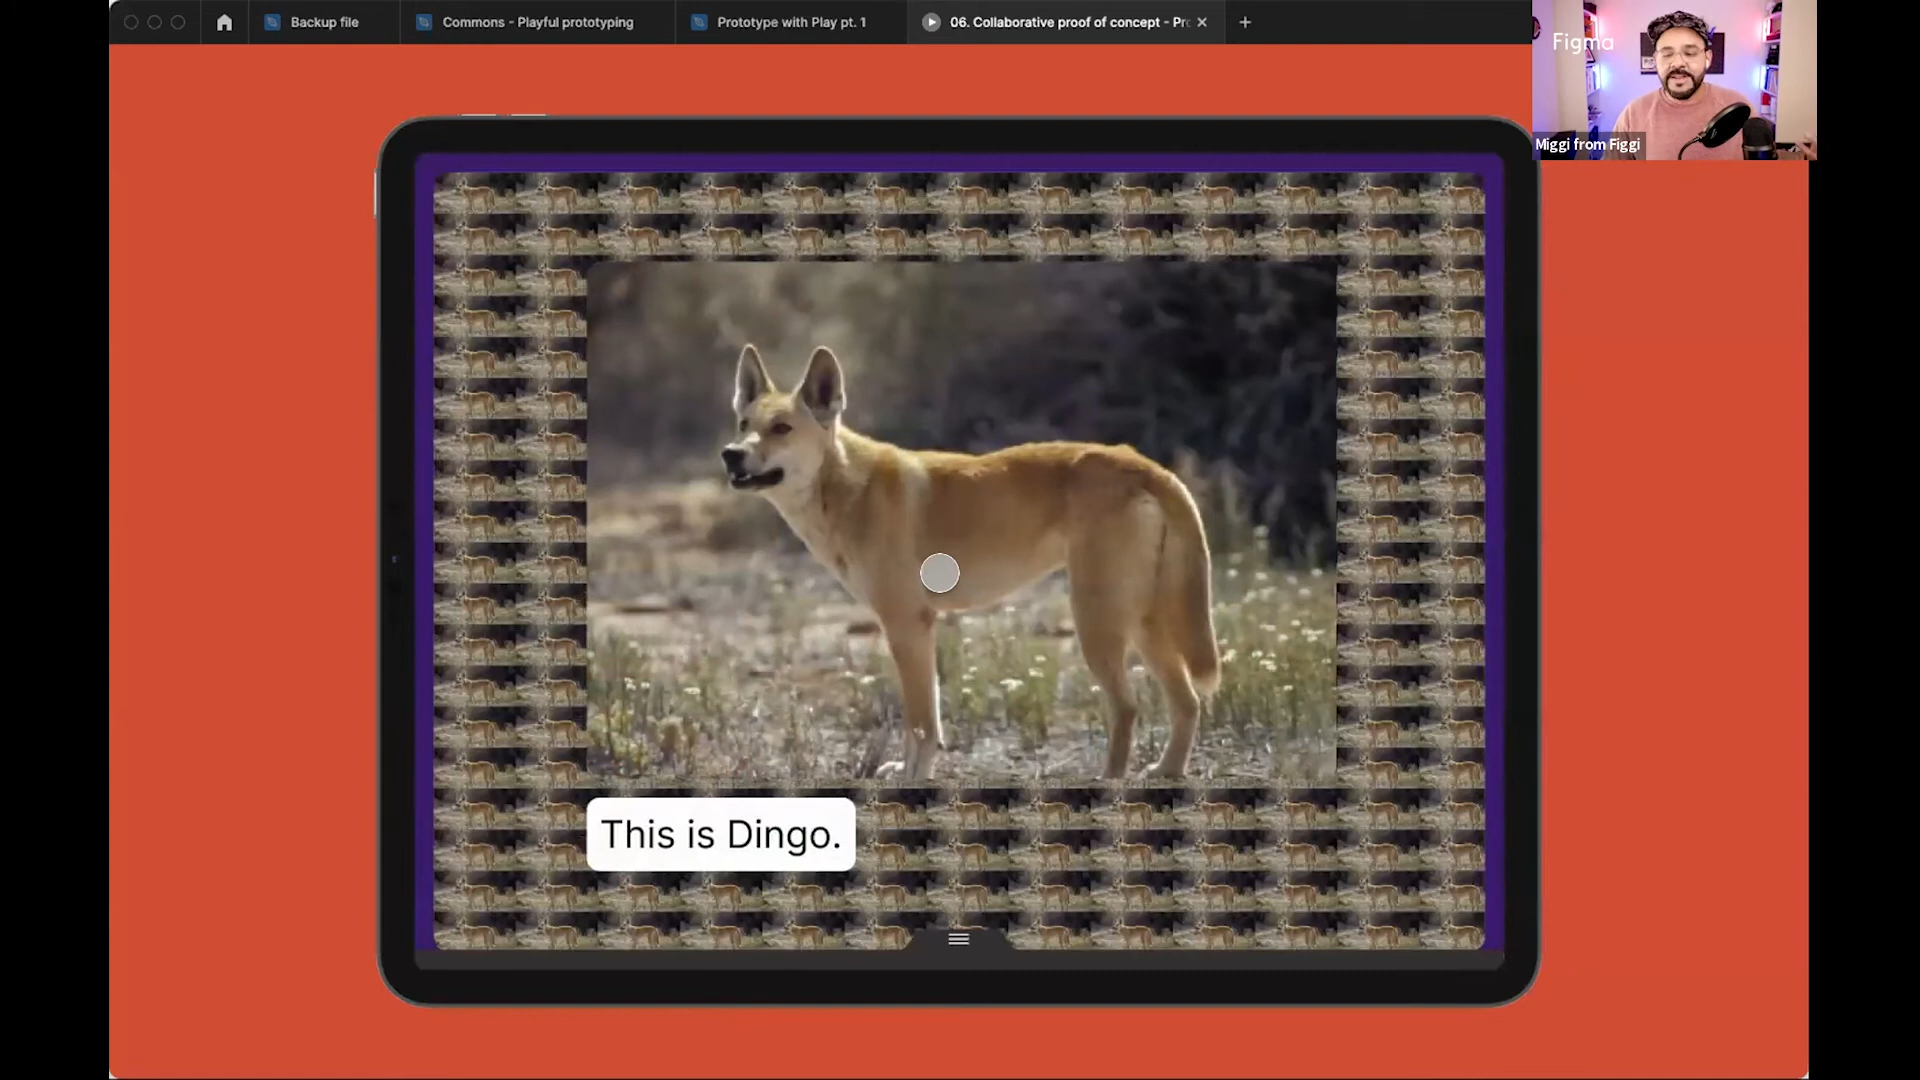 Backup file
Commons - Playful prototyping
Prototype with Play pt. 1
06. Collaborative proof of concept - Pr
Figma
Miggi from Figgi
This is Dingo.